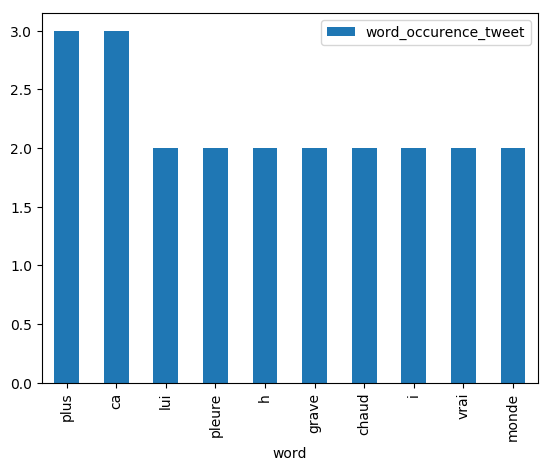 word_occurence_tweet
3.0
2.5
2.0
1.5
1.0
0.5
0.0
plus
ca
lui
pleure
h
grave
chaud
i
vrai
monde
word